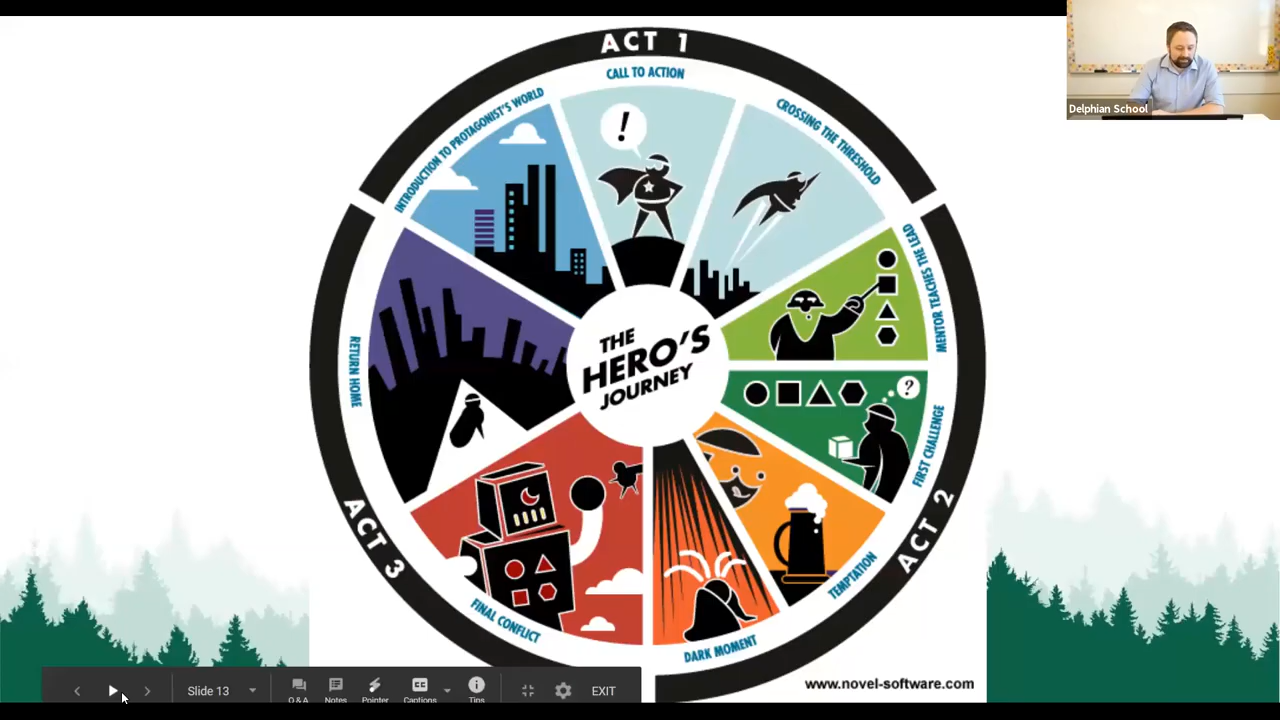 ACT 1
CALL TO ACTION
INTRODUCTION TO PROTAGONIST'S WORLD
CROSSING THE THRESHOLD
!
MENTOR TEACHES THE LEAD
THE
HERO'S
JOURNEY
RETURN HOME
?
FIRST CHALLENGE
ACT 2
ACT 3
TEMPTATION
FINAL CONFLICT
DARK MOMENT
www.novel-software.com
Delphian School
Slide 13
Q & A
Notes
Pointer
Captions
Tips
EXIT